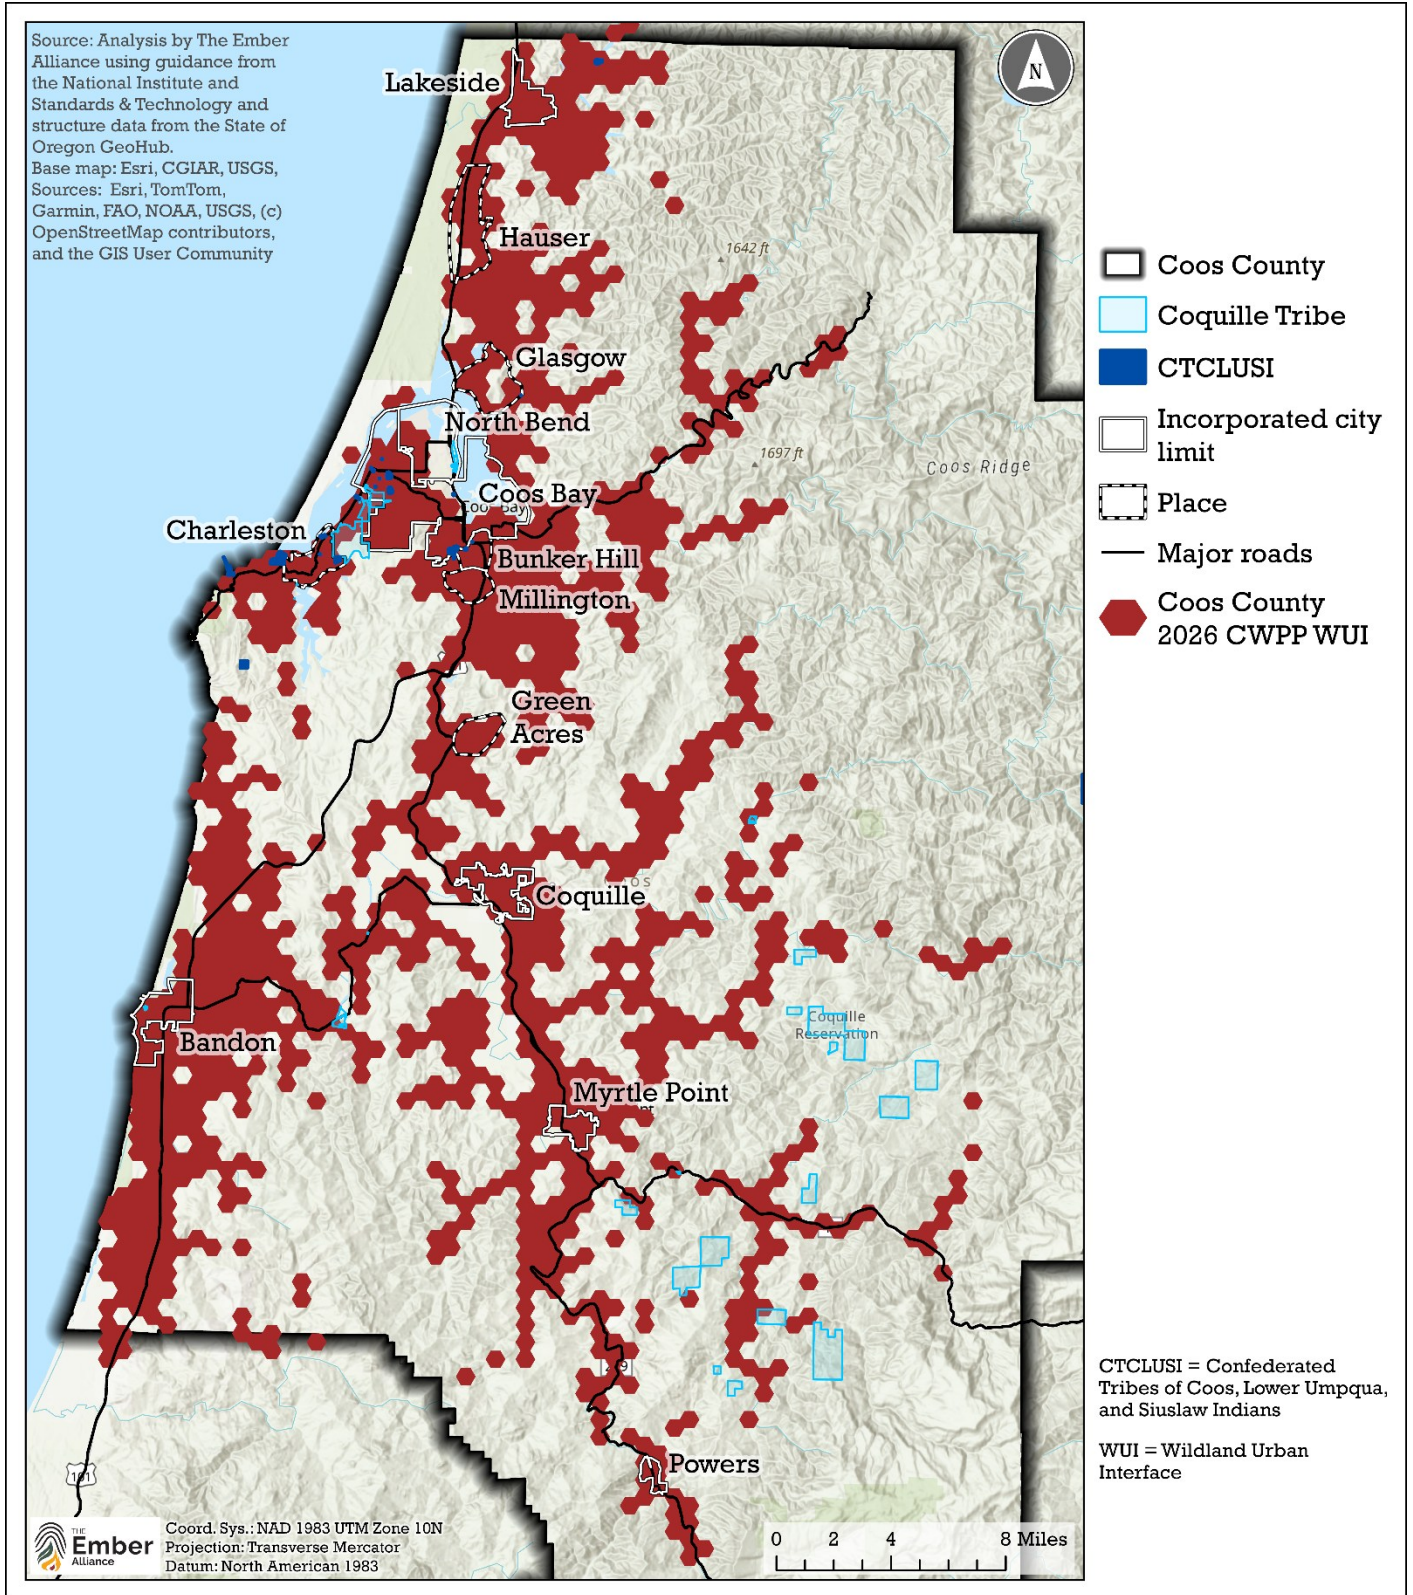 Source: Analysis by The Ember
Alliance using guidance from
the National Institute and
Standards & Technology and
structure data from the State of
Oregon GeoHub.
Base map: Esri, CGIAR, USGS,
Sources: Esri, TomTom,
Garmin, FAO, NOAA, USGS, (c)
OpenStreetMap contributors,
and the GIS User Community
N
Lakeside
Hauser
1642 ft
Glasgow
North Bend
1697 ft
Coos Ridge
Coos Bay
Charleston
Bunker Hill
Millington
Green
Acres
Coquille
Coquille
Reservation
Bandon
Myrtle Point
Powers
101
THE
Ember
Alliance
Coord. Sys.: NAD 1983 UTM Zone 10N
Projection: Transverse Mercator
Datum: North American 1983
0 2 4 8 Miles
Coos County
Coquille Tribe
CTCLUSI
Incorporated city
limit
Place
Major roads
Coos County
2026 CWPP WUI
CTCLUSI = Confederated
Tribes of Coos, Lower Umpqua,
and Siuslaw Indians
WUI = Wildland Urban
Interface